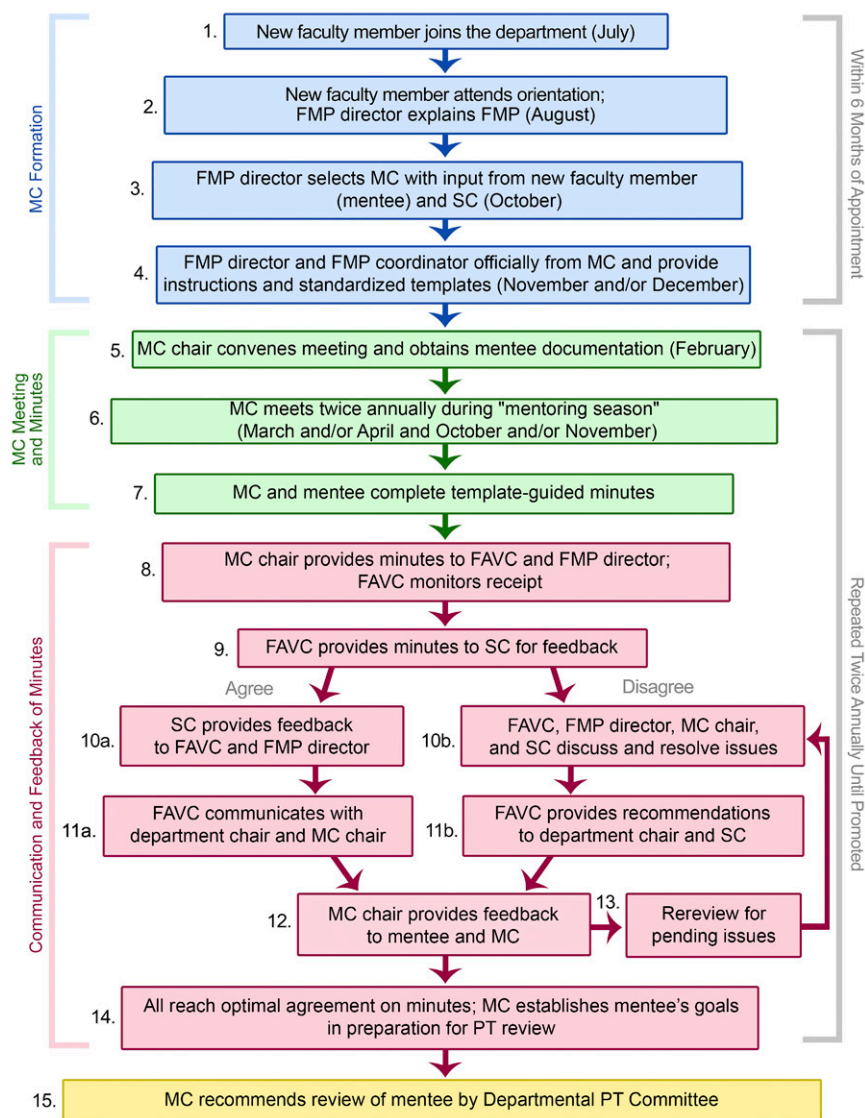 1. New faculty member joins the department (July)
2. New faculty member attends orientation;
FMP director explains FMP (August)
3. FMP director selects MC with input from new faculty member
(mentee) and SC (October)
4. FMP director and FMP coordinator officially from MC and provide
instructions and standardized templates (November and/or December)
MC Formation
Within 6 Months of Appointment
5. MC chair convenes meeting and obtains mentee documentation (February)
6. MC meets twice annually during "mentoring season"
(March and/or April and October and/or November)
7. MC and mentee complete template-guided minutes
MC Meeting
and Minutes
8. MC chair provides minutes to FAVC and FMP director;
FAVC monitors receipt
9. FAVC provides minutes to SC for feedback
Agree
Disagree
10a. SC provides feedback
to FAVC and FMP director
10b. FAVC, FMP director, MC chair,
and SC discuss and resolve issues
11a. FAVC communicates with
department chair and MC chair
11b. FAVC provides recommendations
to department chair and SC
12. MC chair provides feedback
to mentee and MC
13. Rereview for
pending issues
14. All reach optimal agreement on minutes; MC establishes mentee's goals
in preparation for PT review
Communication and Feedback of Minutes
Repeated Twice Annually Until Promoted
15. MC recommends review of mentee by Departmental PT Committee